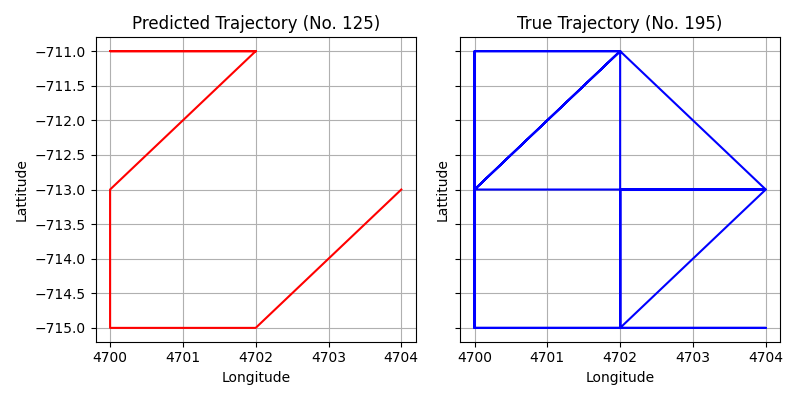 Predicted Trajectory (No. 125)
−711.0
−711.5
−712.0
−712.5
−713.0
−713.5
−714.0
−714.5
−715.0
Lattitude
4700 4701 4702 4703 4704
Longitude
True Trajectory (No. 195)
Lattitude
4700 4701 4702 4703 4704
Longitude